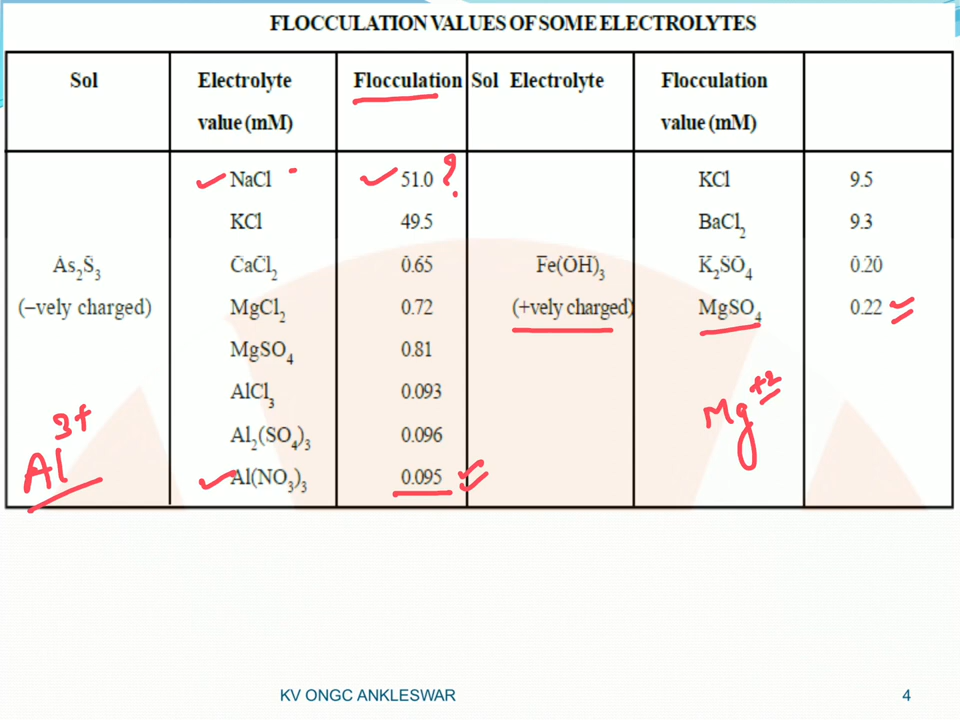 FLOCCULATION VALUES OF SOME ELECTROLYTES
Sol Electrolyte Flocculation Sol Electrolyte Flocculation
value (mM) value (mM)
NaCl 51.0 ? KCl 9.5
KCl 49.5 BaCl₂ 9.3
As₂S₃ CaCl₂ 0.65 Fe(OH)₃ K₂SO₄ 0.20
(–vely charged) MgCl₂ 0.72 (+vely charged) MgSO₄ 0.22
MgSO₄ 0.81
AlCl₃ 0.093
Al₂(SO₄)₃ 0.096
Al(NO₃)₃ 0.095
Al³⁺
Mg⁺²
KV ONGC ANKLESWAR 4